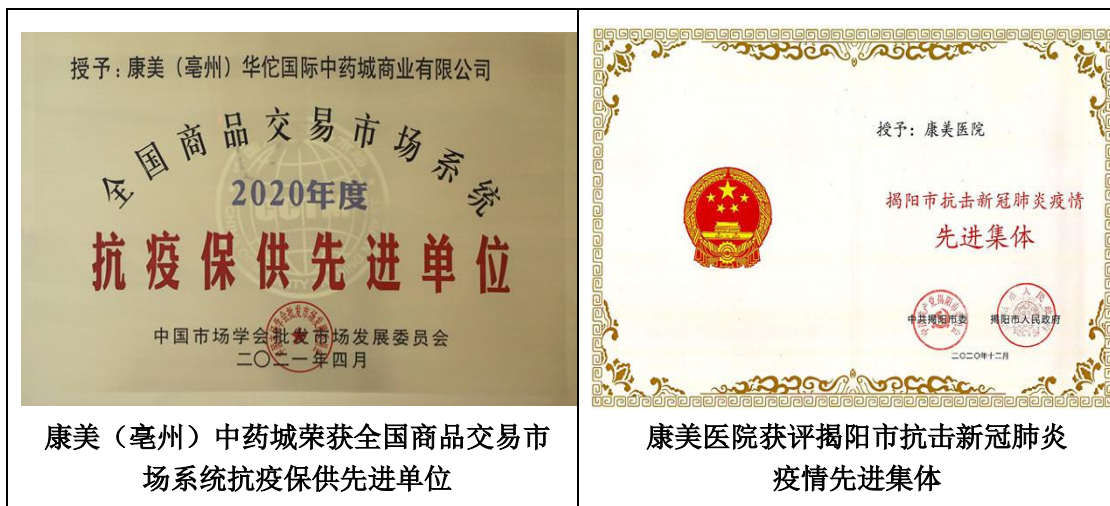 授予：康美（亳州）华佗国际中药城商业有限公司
全国商品交易市场系统
2020年度
抗疫保供先进单位
中国市场学会批发市场发展委员会
二〇二一年四月
康美（亳州）中药城荣获全国商品交易市
场系统抗疫保供先进单位
授予：康美医院
揭阳市抗击新冠肺炎疫情
先进集体
中共揭阳市委 揭阳市人民政府
二〇二〇年十二月
康美医院获评揭阳市抗击新冠肺炎
疫情先进集体